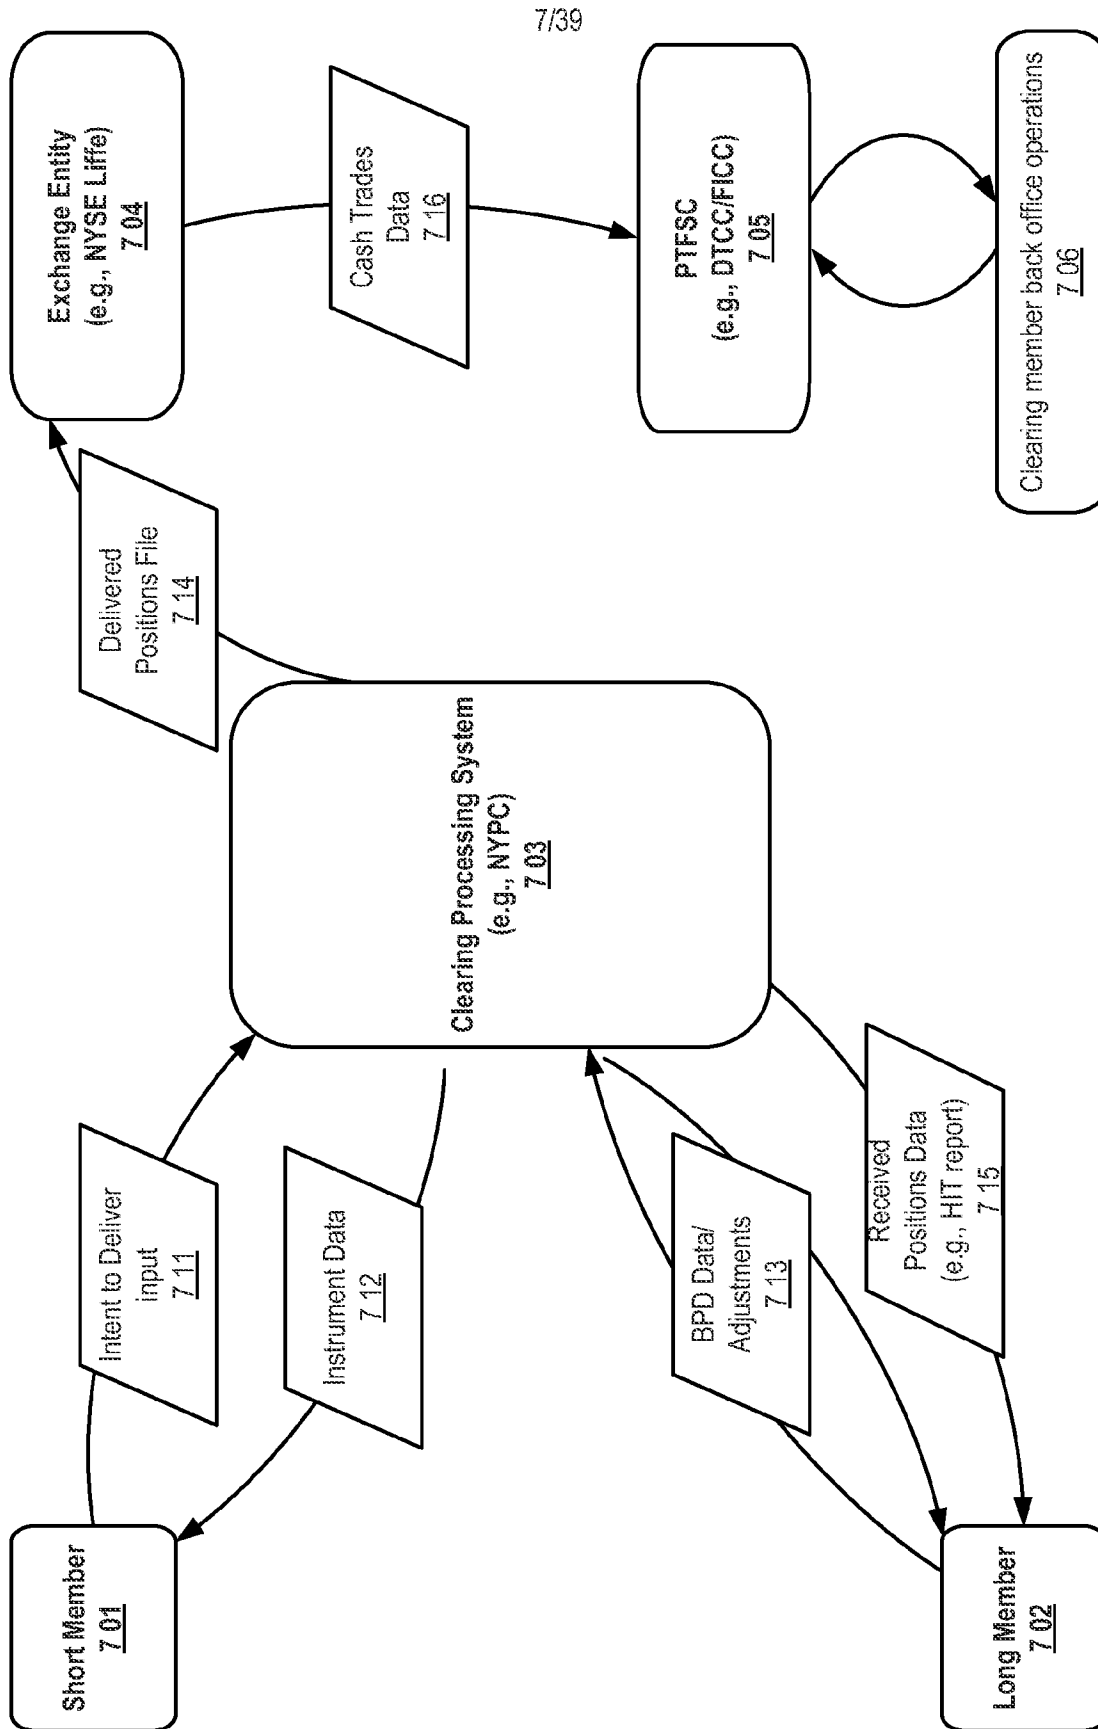 7/39
Short Member
7 01
Intent to Deliver
input
7 11
Instrument Data
7 12
Long Member
7 02
BPD Data/
Adjustments
7 13
Received
Positions Data
(e.g., HIT report)
7 15
Clearing Processing System
(e.g., NYPC)
7 03
Delivered
Positions File
7 14
Exchange Entity
(e.g., NYSE Liffe)
7 04
Cash Trades
Data
7 16
PTFSC
(e.g., DTCC/FICC)
7 05
Clearing member back office operations
7 06